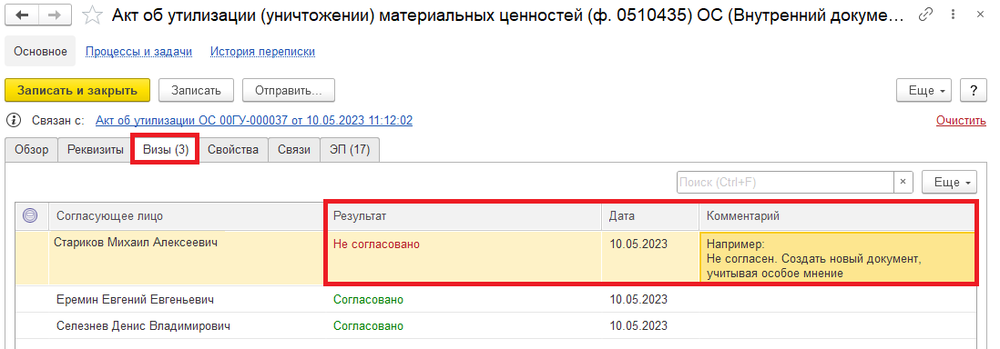 Акт об утилизации (уничтожении) материальных ценностей (ф. 0510435) ОС (Внутренний докуме...
Основное Процессы и задачи История переписки
Записать и закрыть Записать Отправить... Еще ?
Связан с: Акт об утилизации ОС 00ГУ-000037 от 10.05.2023 11:12:02 Очистить
Обзор Реквизиты Визы (3) Свойства Связи ЭП (17)
Поиск (Ctrl+F) × Еще
Согласующее лицо Результат Дата Комментарий
Стариков Михаил Алексеевич Не согласовано 10.05.2023 Например:
Не согласен. Создать новый документ,
учитывая особое мнение
Еремин Евгений Евгеньевич Согласовано 10.05.2023
Селезнев Денис Владимирович Согласовано 10.05.2023